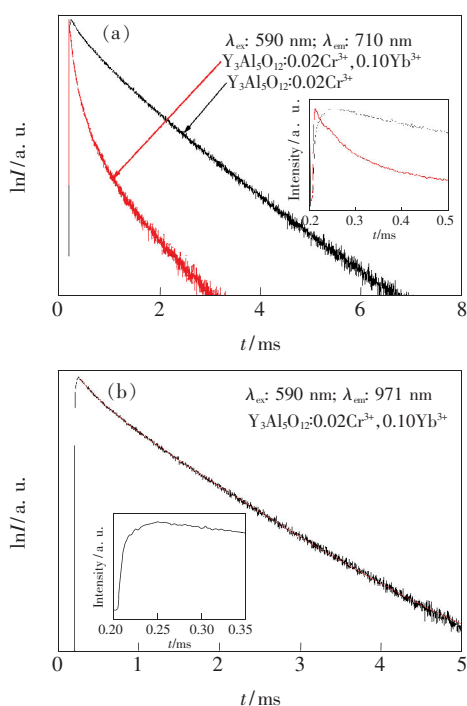 (a)
λex: 590 nm; λem: 710 nm
Y₃Al₅O₁₂:0.02Cr³⁺, 0.10Yb³⁺
Y₃Al₅O₁₂:0.02Cr³⁺
lnI/a. u.
Intensity/a. u.
0.2 0.3 0.4 0.5
t/ms
0 2 4 6 8
t/ms
(b)
λex: 590 nm; λem: 971 nm
Y₃Al₅O₁₂:0.02Cr³⁺, 0.10Yb³⁺
lnI/a. u.
Intensity/a. u.
0.20 0.25 0.30 0.35
t/ms
0 1 2 3 4 5
t/ms